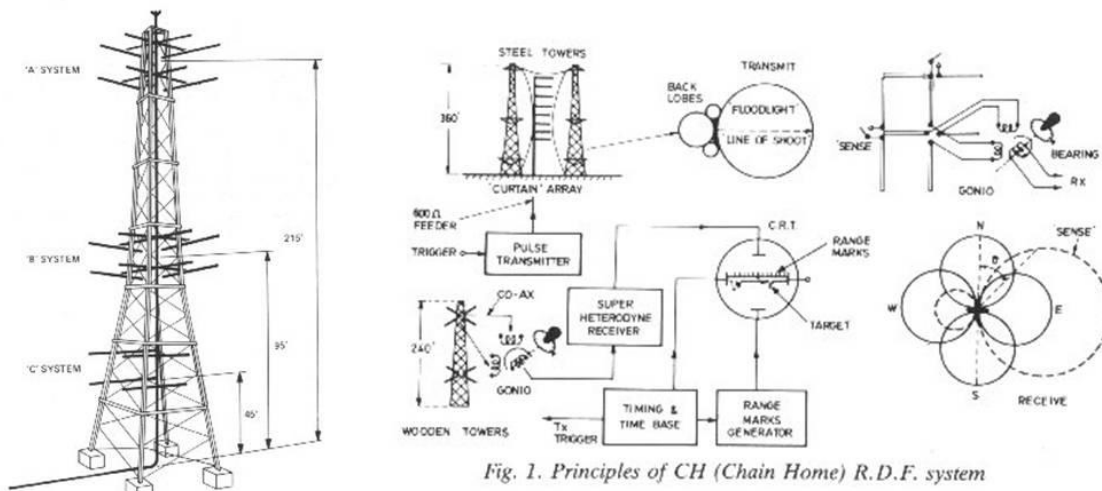 'A' SYSTEM
215'
'B' SYSTEM
95'
'C' SYSTEM
45'
STEEL TOWERS
360'
'CURTAIN' ARRAY
600Ω
FEEDER
TRIGGER
PULSE
TRANSMITTER
TRANSMIT
BACK
LOBES
'FLOODLIGHT'
'LINE OF SHOOT'
'SENSE'
BEARING
GONIO
RX
C.R.T.
RANGE
MARKS
TARGET
CO-AX
SUPER
HETERODYNE
RECEIVER
240'
GONIO
WOODEN TOWERS
Tx
TRIGGER
TIMING &
TIME BASE
RANGE
MARKS
GENERATOR
N
'SENSE'
W
E
S
RECEIVE
Fig. 1. Principles of CH (Chain Home) R.D.F. system